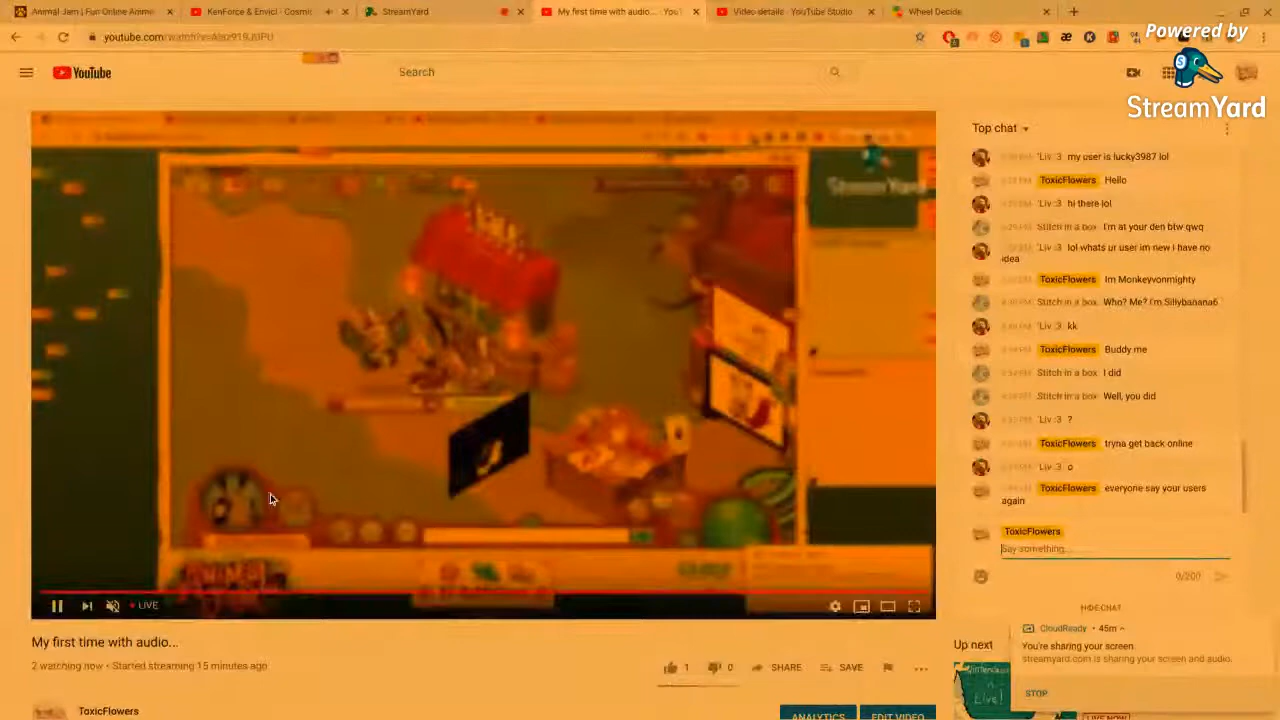 Animal Jam | Fun Online Anima
KenForce & Envici - Cosmic
StreamYard
My first time with audio... - You
Video details - YouTube Studio
Wheel Decide
youtube.com
Powered by
StreamYard
YouTube
Search
Top chat
'Liv :3 my user is lucky3987 lol
ToxicFlowers Hello
'Liv :3 hi there lol
Stitch in a box I'm at your den btw qwq
'Liv :3 lol whats ur user im new i have no
idea
ToxicFlowers Im Monkeyvonmighty
Stitch in a box Who? Me? I'm Sillybanana6
'Liv :3 kk
ToxicFlowers Buddy me
Stitch in a box I did
Stitch in a box Well, you did
'Liv :3 ?
ToxicFlowers tryna get back online
'Liv :3 o
ToxicFlowers everyone say your users
again
ToxicFlowers
Say something...
0/200
HIDE CHAT
LIVE
My first time with audio...
2 watching now • Started streaming 15 minutes ago
1
0
SHARE
SAVE
Up next
CloudReady • 45m
You're sharing your screen
streamyard.com is sharing your screen and audio.
STOP
Live!
LIVE NOW
ToxicFlowers
ANALYTICS
EDIT VIDEO